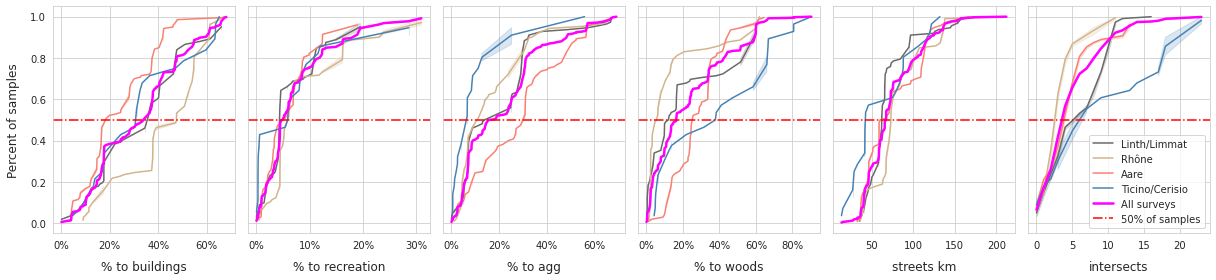 Percent of samples
1.0
0.8
0.6
0.4
0.2
0.0
0% 20% 40% 60%
% to buildings
0% 10% 20% 30%
% to recreation
0% 20% 40% 60%
% to agg
0% 20% 40% 60% 80%
% to woods
50 100 150 200
streets km
0 5 10 15 20
intersects
Linth/Limmat
Rhône
Aare
Ticino/Cerisio
All surveys
50% of samples